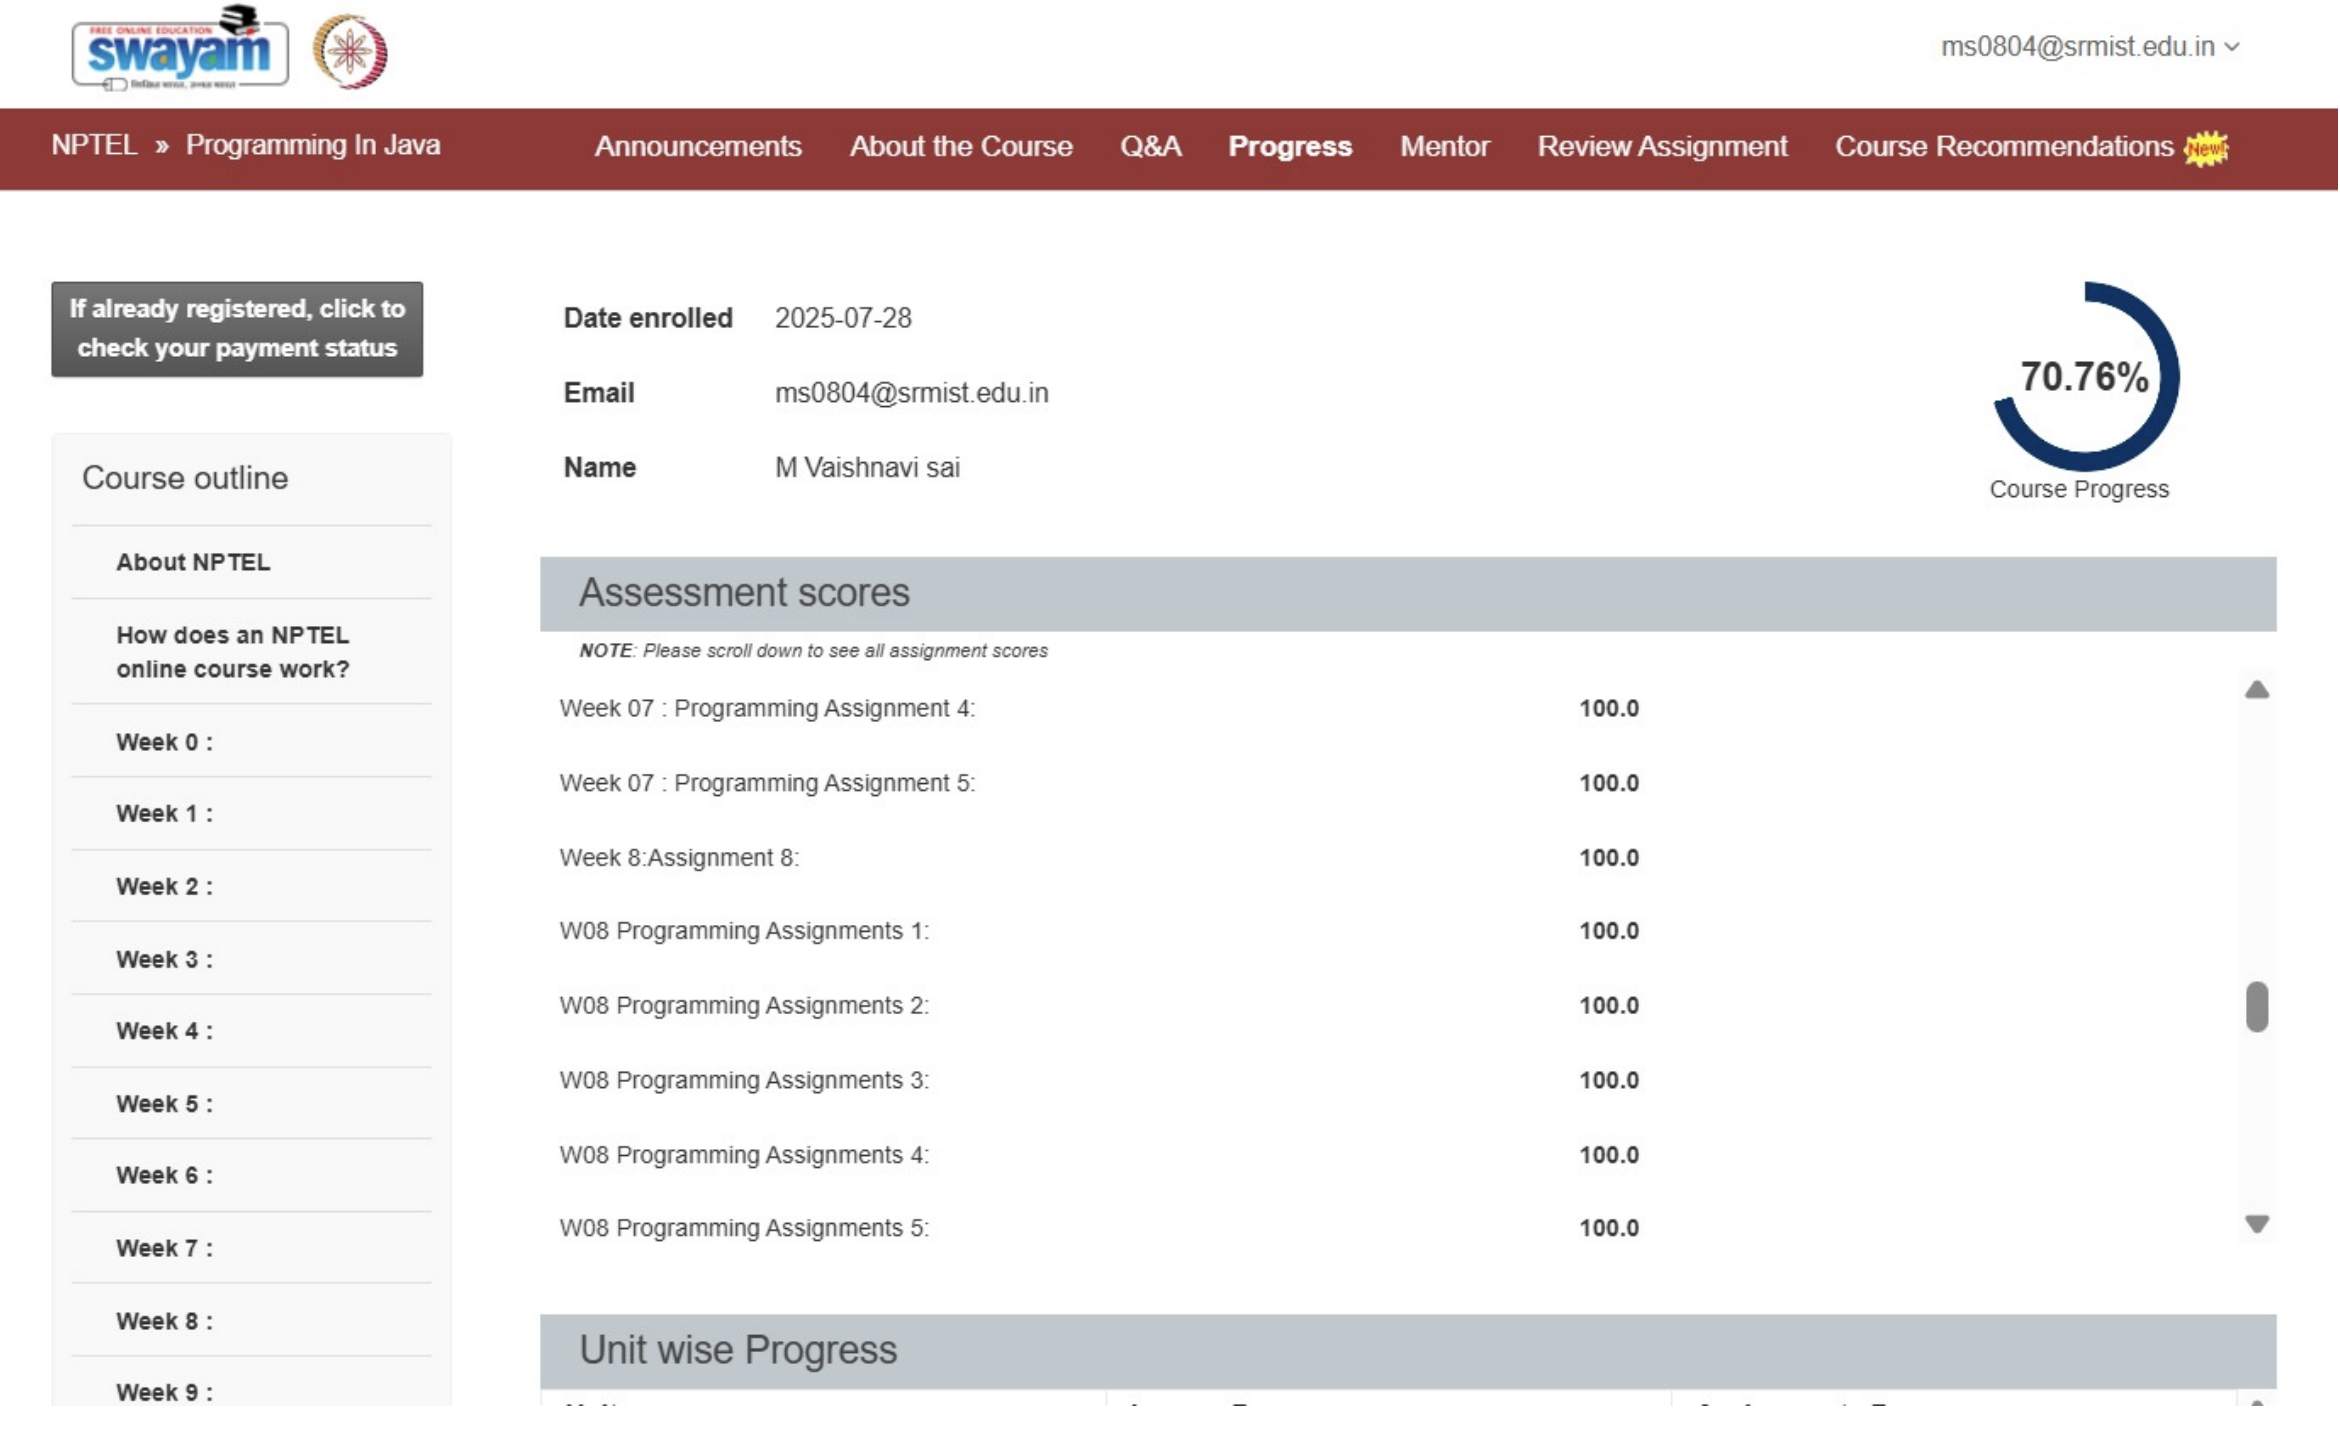 FREE ONLINE EDUCATION
swayam
ms0804@srmist.edu.in
NPTEL » Programming In Java
Announcements
About the Course
Q&A
Progress
Mentor
Review Assignment
Course Recommendations
New!
If already registered, click to
check your payment status
Course outline
About NPTEL
How does an NPTEL
online course work?
Week 0 :
Week 1 :
Week 2 :
Week 3 :
Week 4 :
Week 5 :
Week 6 :
Week 7 :
Week 8 :
Week 9 :
Date enrolled 2025-07-28
Email ms0804@srmist.edu.in
Name M Vaishnavi sai
70.76%
Course Progress
Assessment scores
NOTE: Please scroll down to see all assignment scores
Week 07 : Programming Assignment 4: 100.0
Week 07 : Programming Assignment 5: 100.0
Week 8:Assignment 8: 100.0
W08 Programming Assignments 1: 100.0
W08 Programming Assignments 2: 100.0
W08 Programming Assignments 3: 100.0
W08 Programming Assignments 4: 100.0
W08 Programming Assignments 5: 100.0
Unit wise Progress